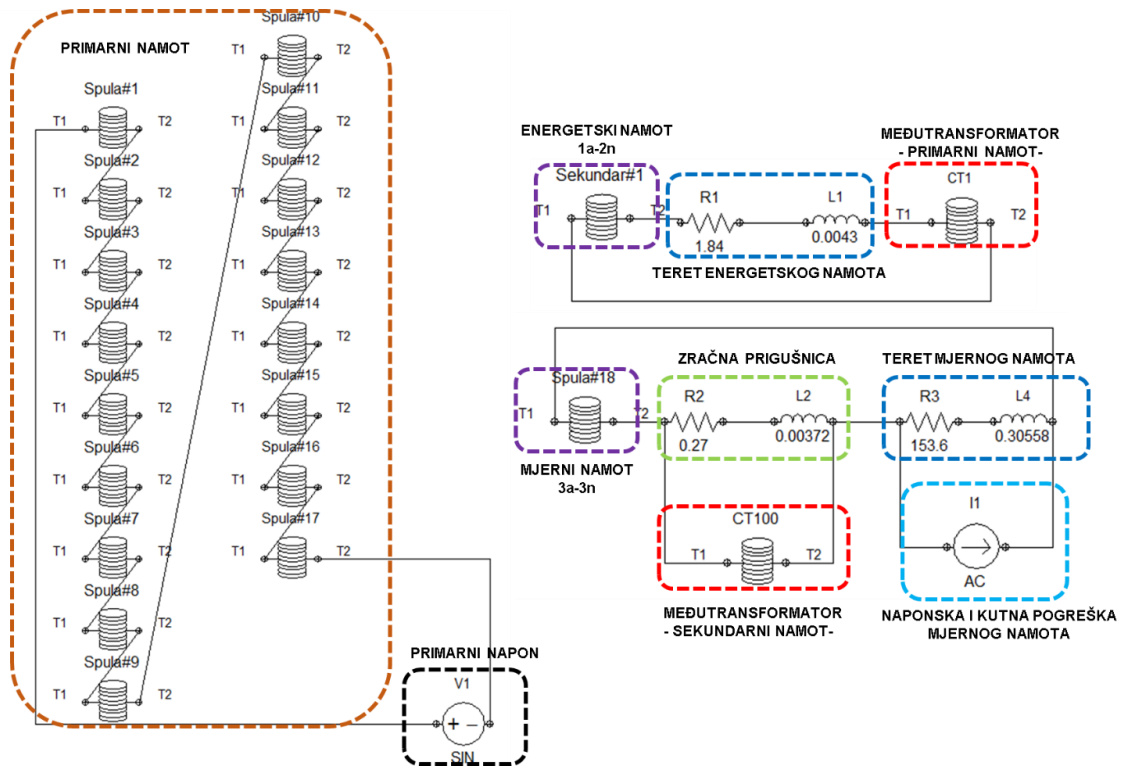 PRIMARNI NAMOT
Spula#1
T1 T2
Spula#2
T1 T2
Spula#3
T1 T2
Spula#4
T1 T2
Spula#5
T1 T2
Spula#6
T1 T2
Spula#7
T1 T2
Spula#8
T1 T2
Spula#9
T1 T2
Spula#10
T1 T2
Spula#11
T1 T2
Spula#12
T1 T2
Spula#13
T1 T2
Spula#14
T1 T2
Spula#15
T1 T2
Spula#16
T1 T2
Spula#17
T1 T2
PRIMARNI NAPON
V1
SIN
ENERGETSKI NAMOT
1a-2n
Sekundar#1
T1 T2
R1
1.84
L1
0.0043
TERET ENERGETSKOG NAMOTA
MEĐUTRANSFORMATOR
- PRIMARNI NAMOT-
CT1
T1 T2
Spula#18
T1 T2
MJERNI NAMOT
3a-3n
ZRAČNA PRIGUŠNICA
R2
0.27
L2
0.00372
CT100
T1 T2
MEĐUTRANSFORMATOR
- SEKUNDARNI NAMOT-
TERET MJERNOG NAMOTA
R3
153.6
L4
0.30558
I1
AC
NAPONSKA I KUTNA POGREŠKA
MJERNOG NAMOTA